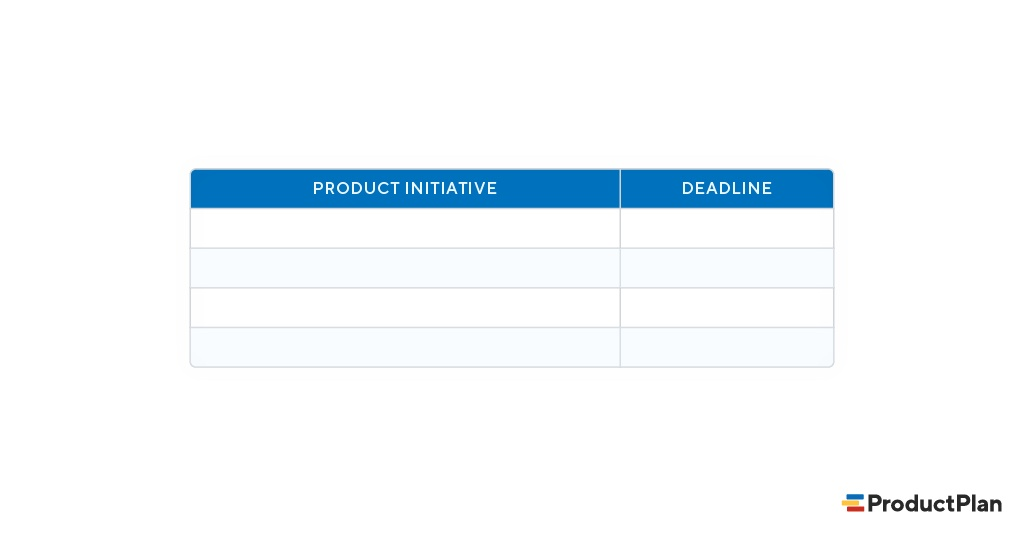 PRODUCT INITIATIVE DEADLINE
ProductPlan